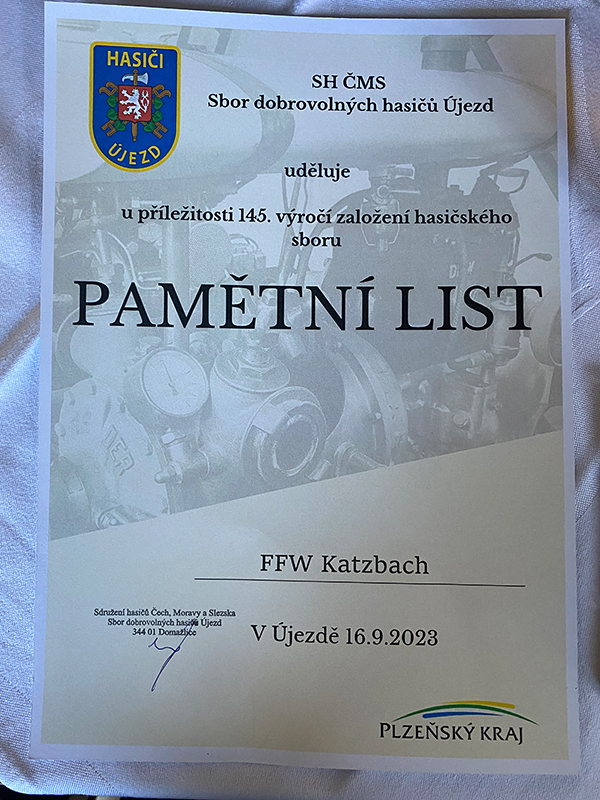 HASIČI
ÚJEZD
SH ČMS
Sbor dobrovolných hasičů Újezd
uděluje
u příležitosti 145. výročí založení hasičského
sboru
PAMĚTNÍ LIST
FFW Katzbach
Sdružení hasičů Čech, Moravy a Slezska
Sbor dobrovolných hasičů Újezd
344 01 Domažlice
V Újezdě 16.9.2023
PLZEŇSKÝ KRAJ